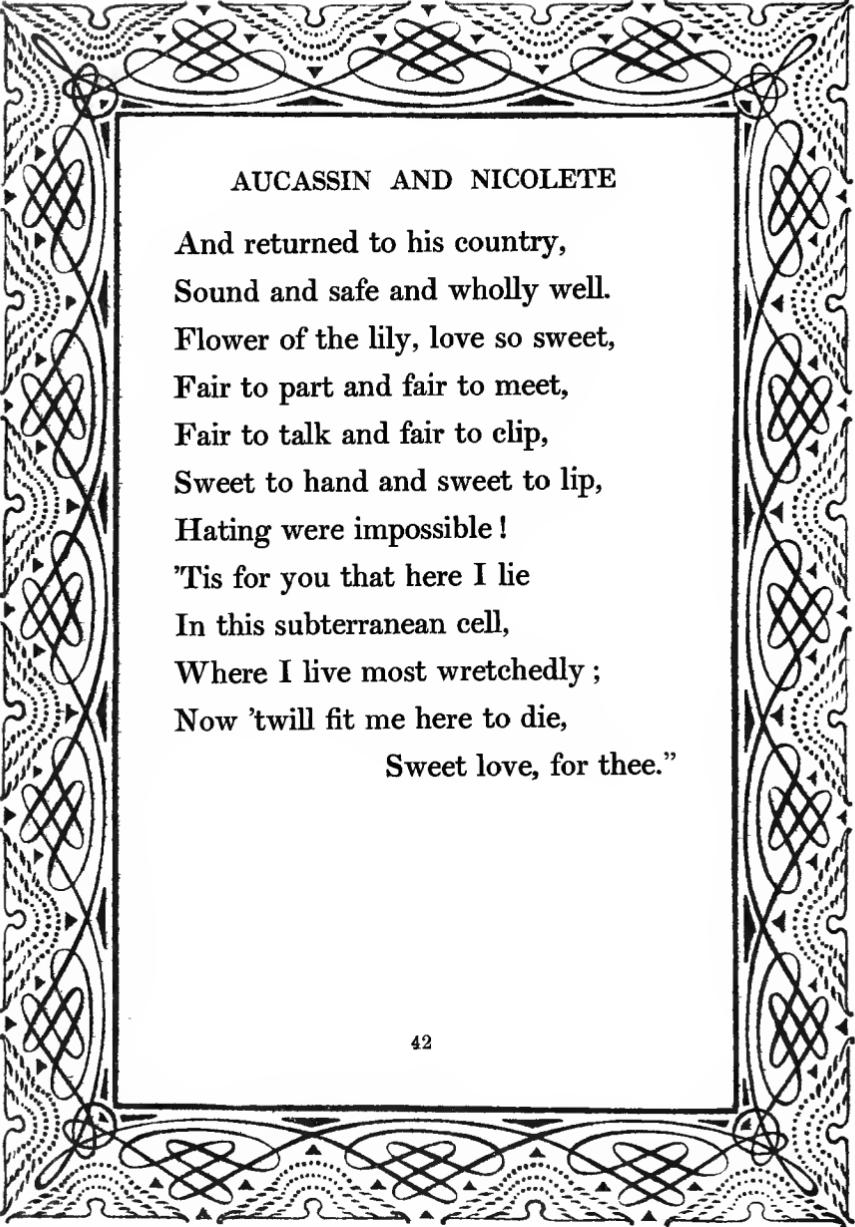 AUCASSIN AND NICOLETE
And returned to his country,
Sound and safe and wholly well.
Flower of the lily, love so sweet,
Fair to part and fair to meet,
Fair to talk and fair to clip,
Sweet to hand and sweet to lip,
Hating were impossible !
’Tis for you that here I lie
In this subterranean cell,
Where I live most wretchedly ;
Now ’twill fit me here to die,
Sweet love, for thee.”
42